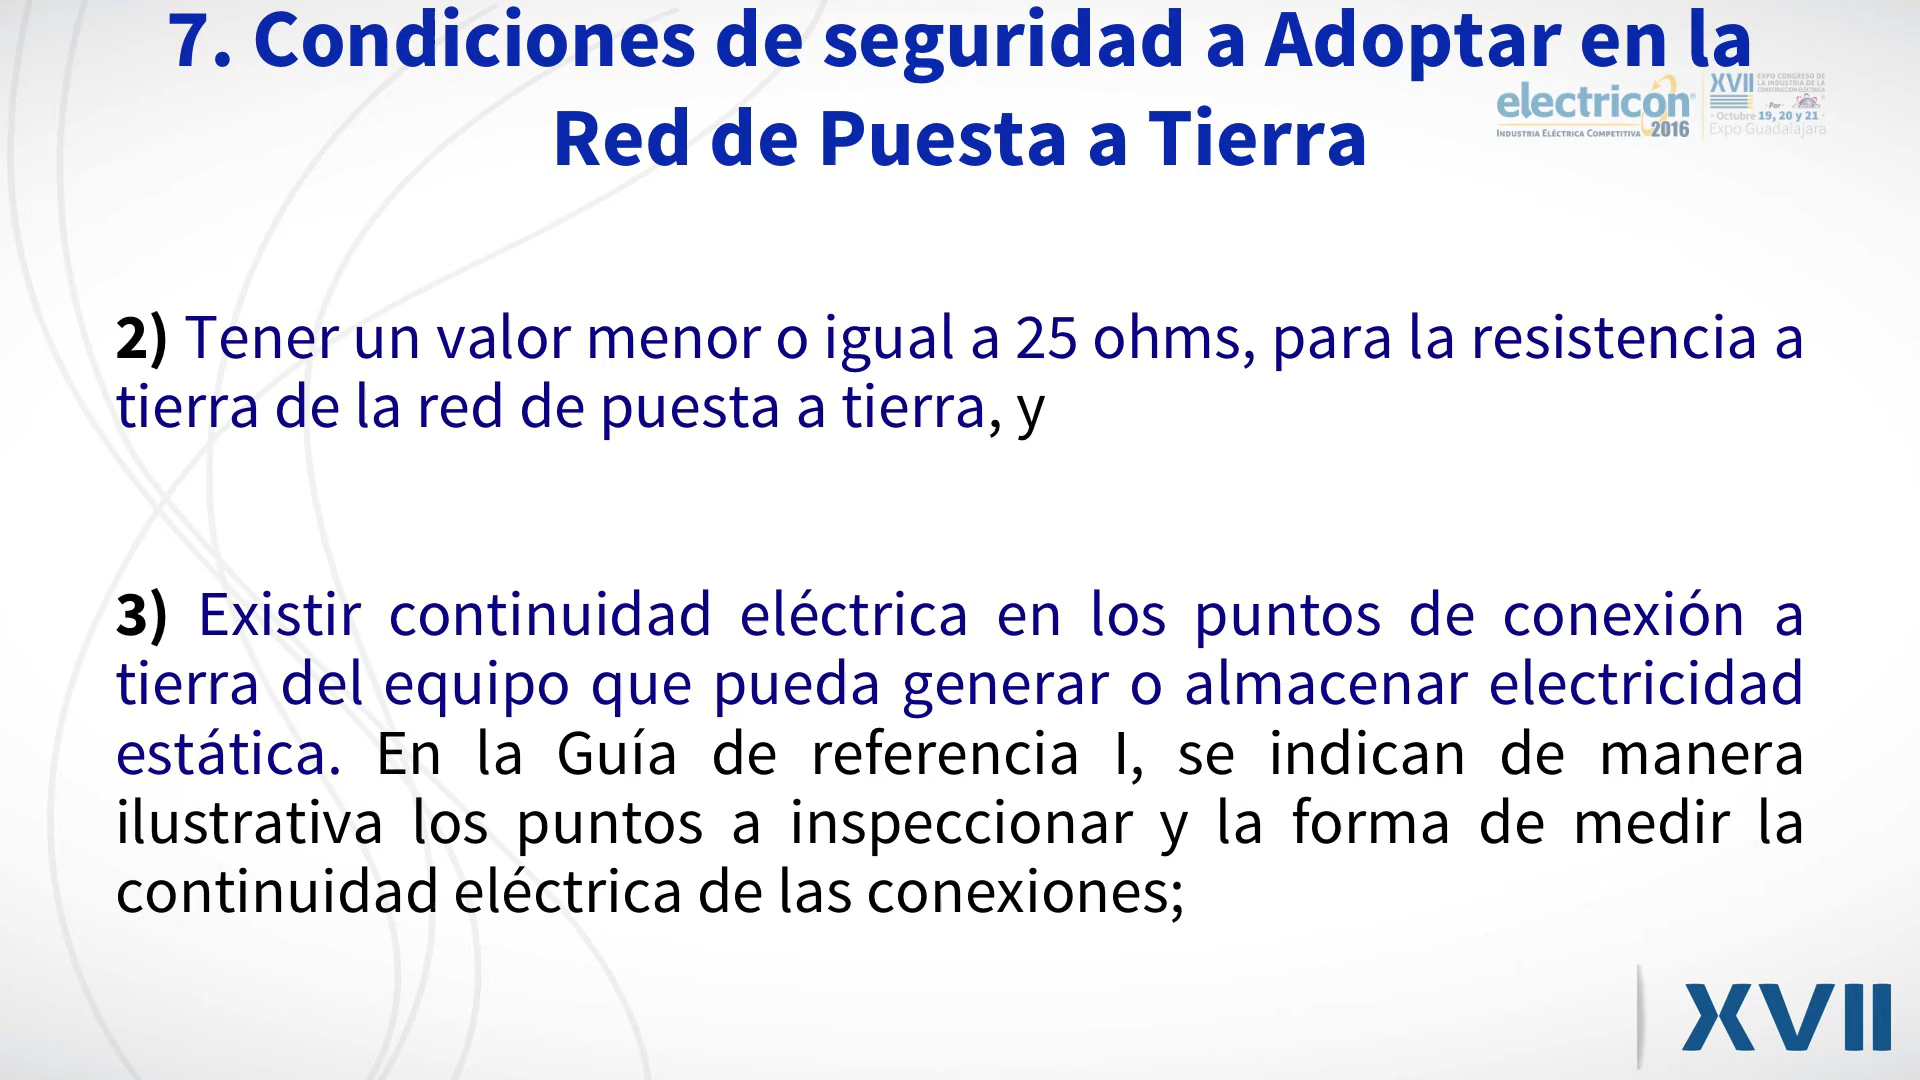 7. Condiciones de seguridad a Adoptar en la
Red de Puesta a Tierra
electricon
INDUSTRIA ELÉCTRICA COMPETITIVA 2016
XVII
EXPO CONGRESO DE
LA INDUSTRIA DE LA
CONSTRUCCIÓN ELÉCTRICA
Por
Octubre 19, 20 y 21
Expo Guadalajara
2) Tener un valor menor o igual a 25 ohms, para la resistencia a
tierra de la red de puesta a tierra, y
3) Existir continuidad eléctrica en los puntos de conexión a
tierra del equipo que pueda generar o almacenar electricidad
estática. En la Guía de referencia I, se indican de manera
ilustrativa los puntos a inspeccionar y la forma de medir la
continuidad eléctrica de las conexiones;
XVII